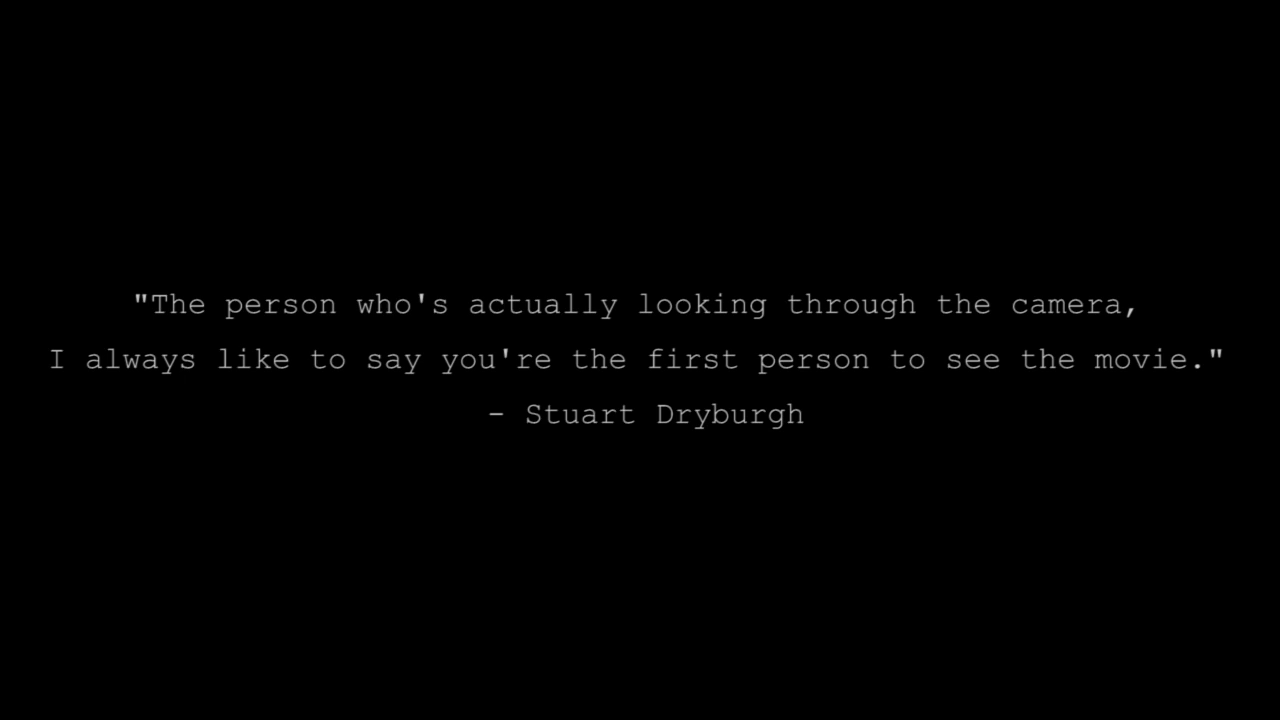 "The person who's actually looking through the camera,
I always like to say you're the first person to see the movie."
- Stuart Dryburgh